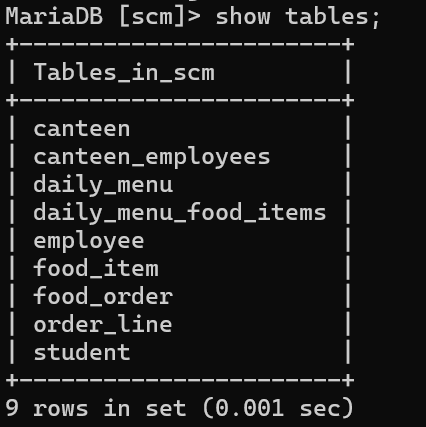 MariaDB [scm]> show tables;
+----------------------+
| Tables_in_scm        |
+----------------------+
| canteen              |
| canteen_employees    |
| daily_menu           |
| daily_menu_food_items |
| employee             |
| food_item            |
| food_order           |
| order_line           |
| student              |
+----------------------+
9 rows in set (0.001 sec)